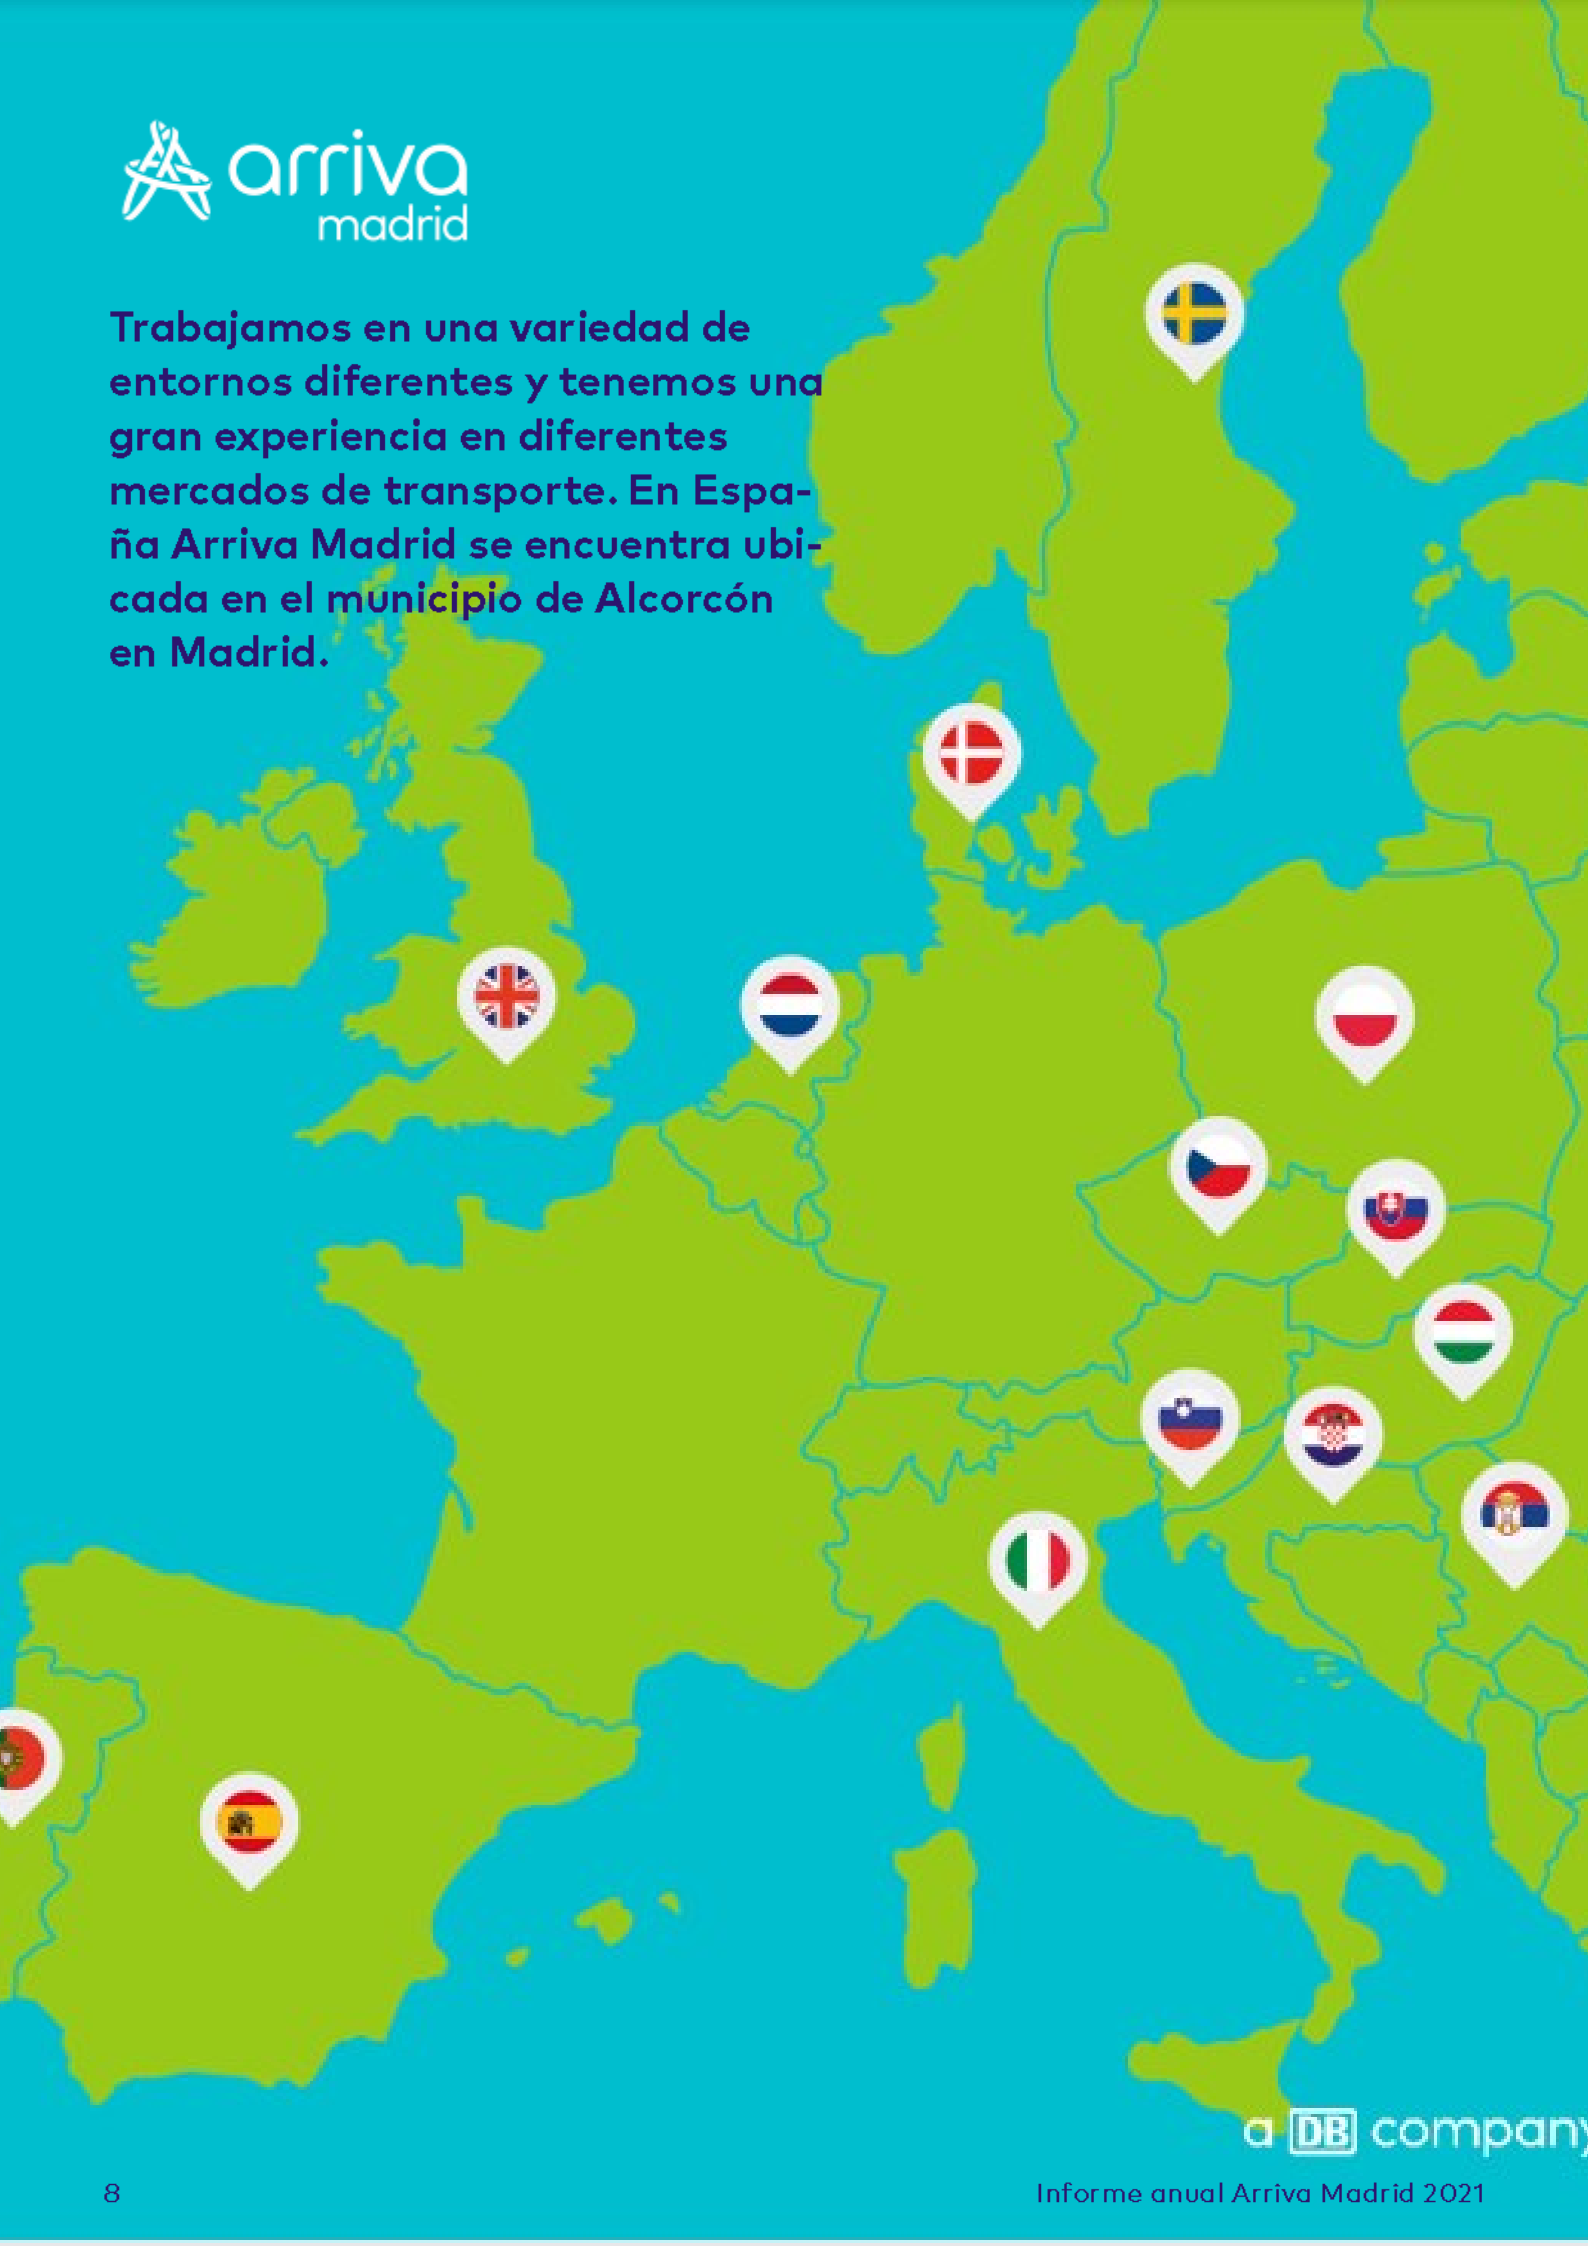 arriva
madrid
Trabajamos en una variedad de
entornos diferentes y tenemos una
gran experiencia en diferentes
mercados de transporte. En Espa-
ña Arriva Madrid se encuentra ubi-
cada en el municipio de Alcorcón
en Madrid.
a DB company
8
Informe anual Arriva Madrid 2021